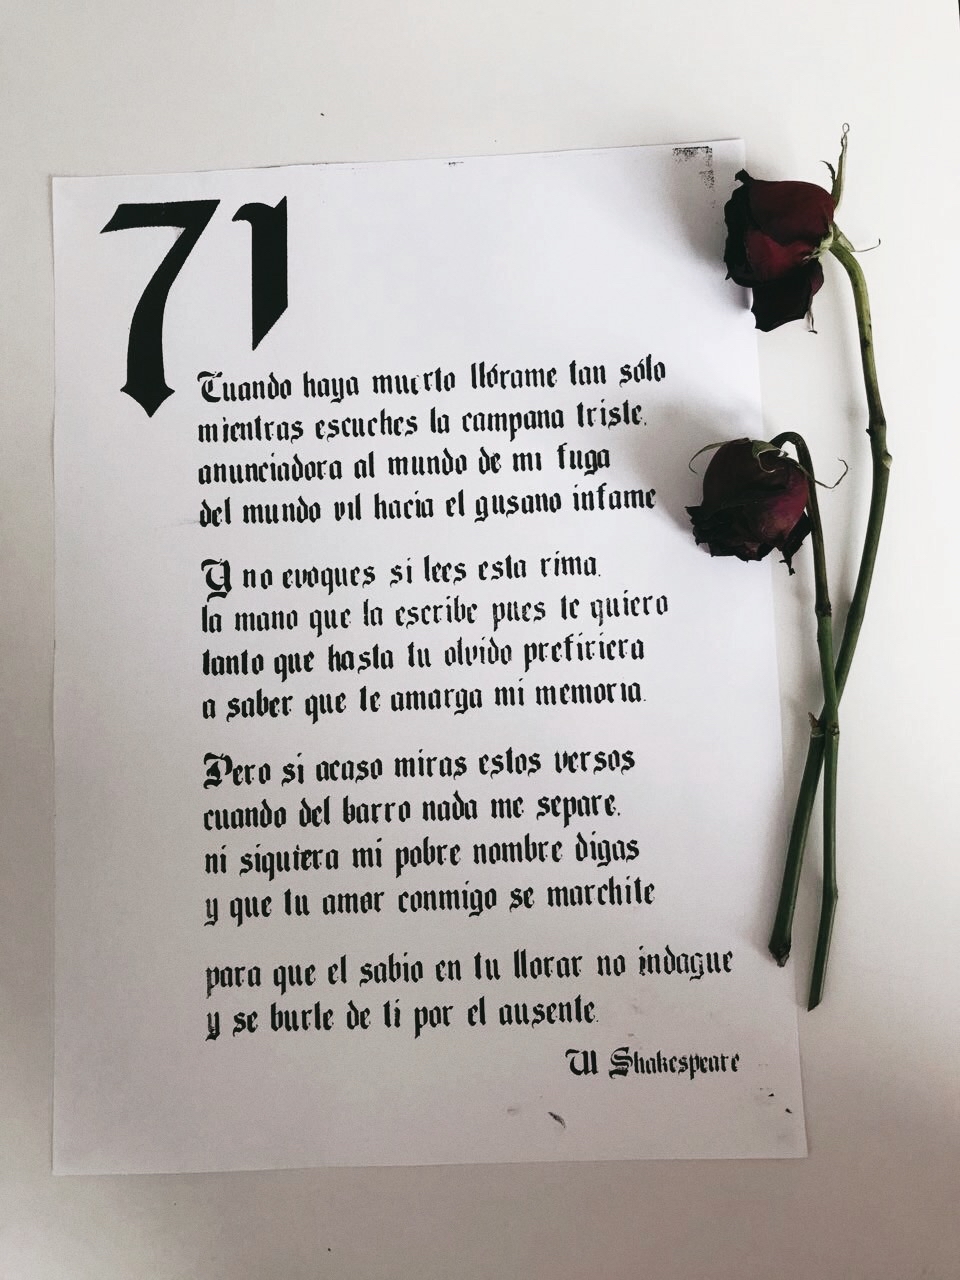 71
Cuando haya muerto llórame tan sólo
mientras escuches la campana triste,
anunciadora al mundo de mi fuga
del mundo vil hacia el gusano infame
Y no evoques si lees esta rima,
la mano que la escribe pues te quiero
tanto que hasta tu olvido prefiriera
a saber que te amarga mi memoria.
Pero si acaso miras estos versos
cuando del barro nada me separe,
ni siquiera mi pobre nombre digas
y que tu amor conmigo se marchite
para que el sabio en tu llorar no indague
y se burle de ti por el ausente.
W Shakespeare